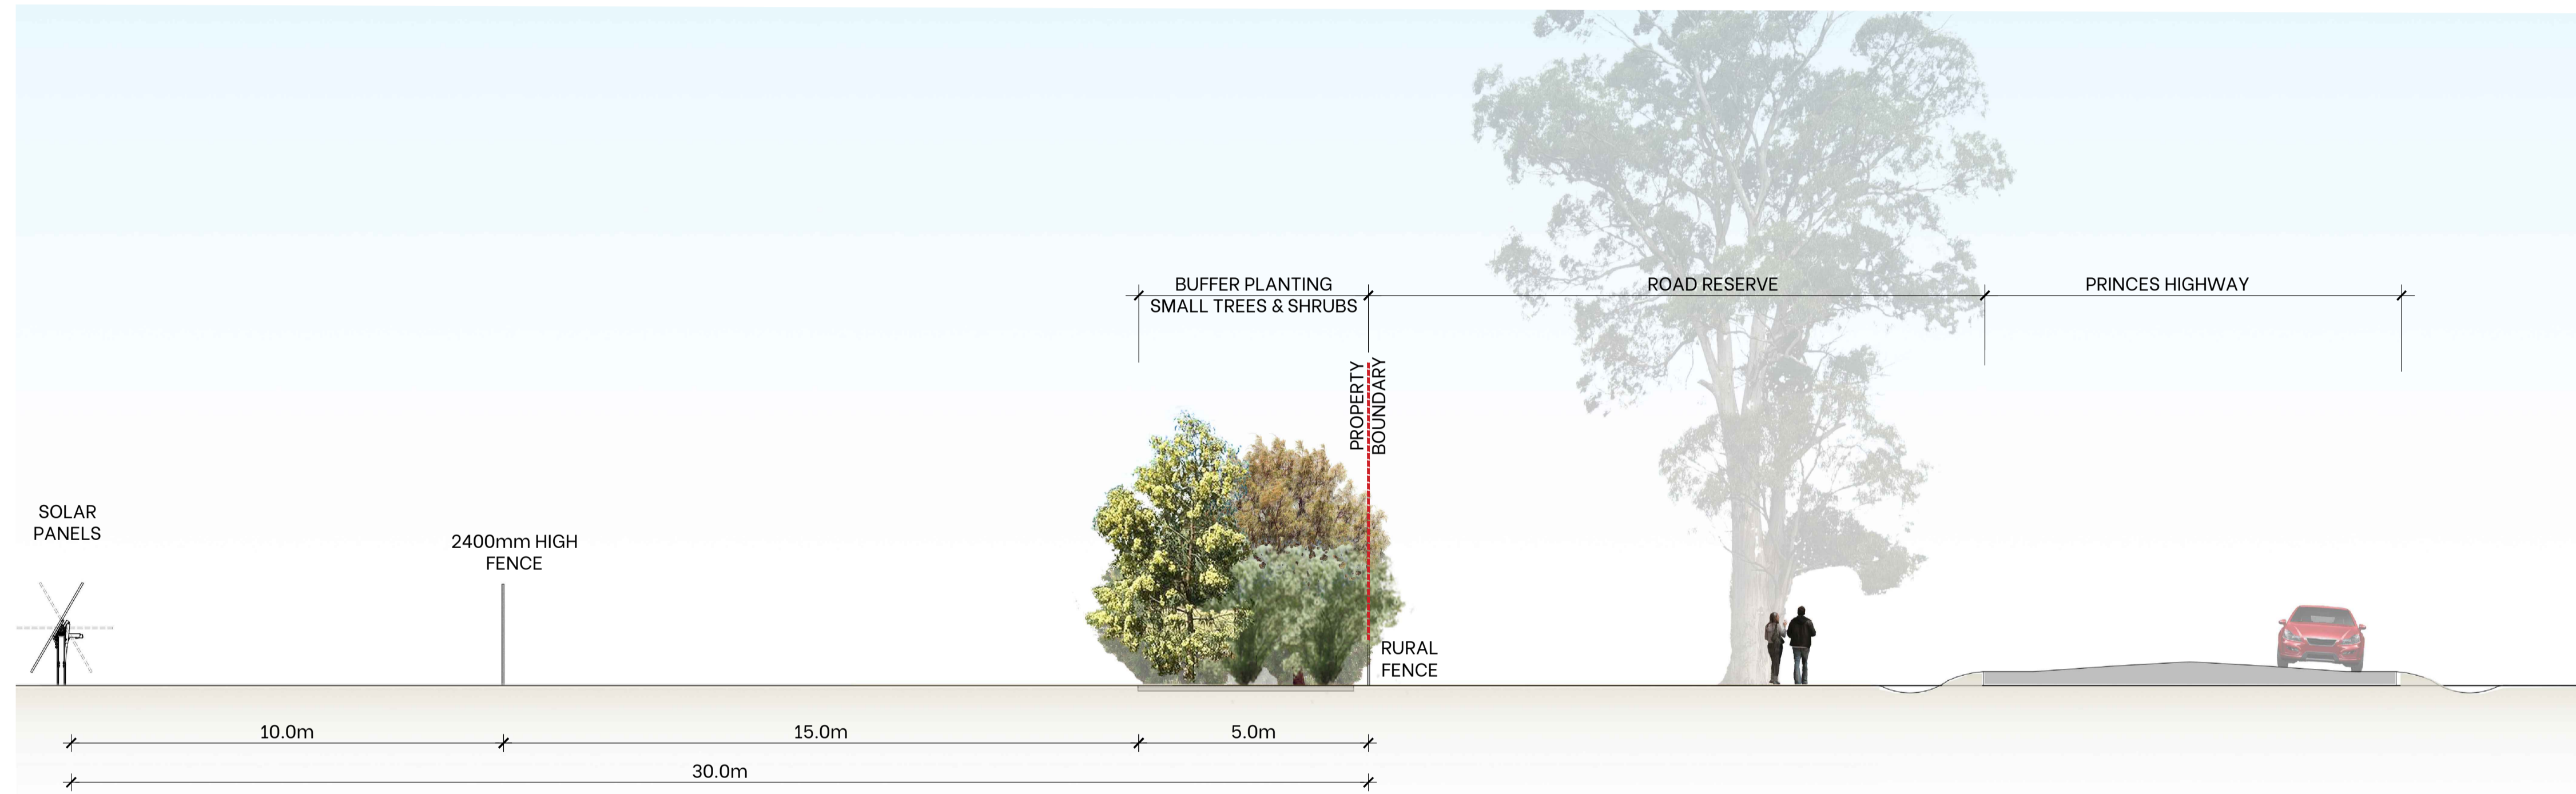 BUFFER PLANTING
SMALL TREES & SHRUBS
ROAD RESERVE
PRINCES HIGHWAY
PROPERTY
BOUNDARY
SOLAR
PANELS
2400mm HIGH
FENCE
RURAL
FENCE
10.0m
15.0m
5.0m
30.0m